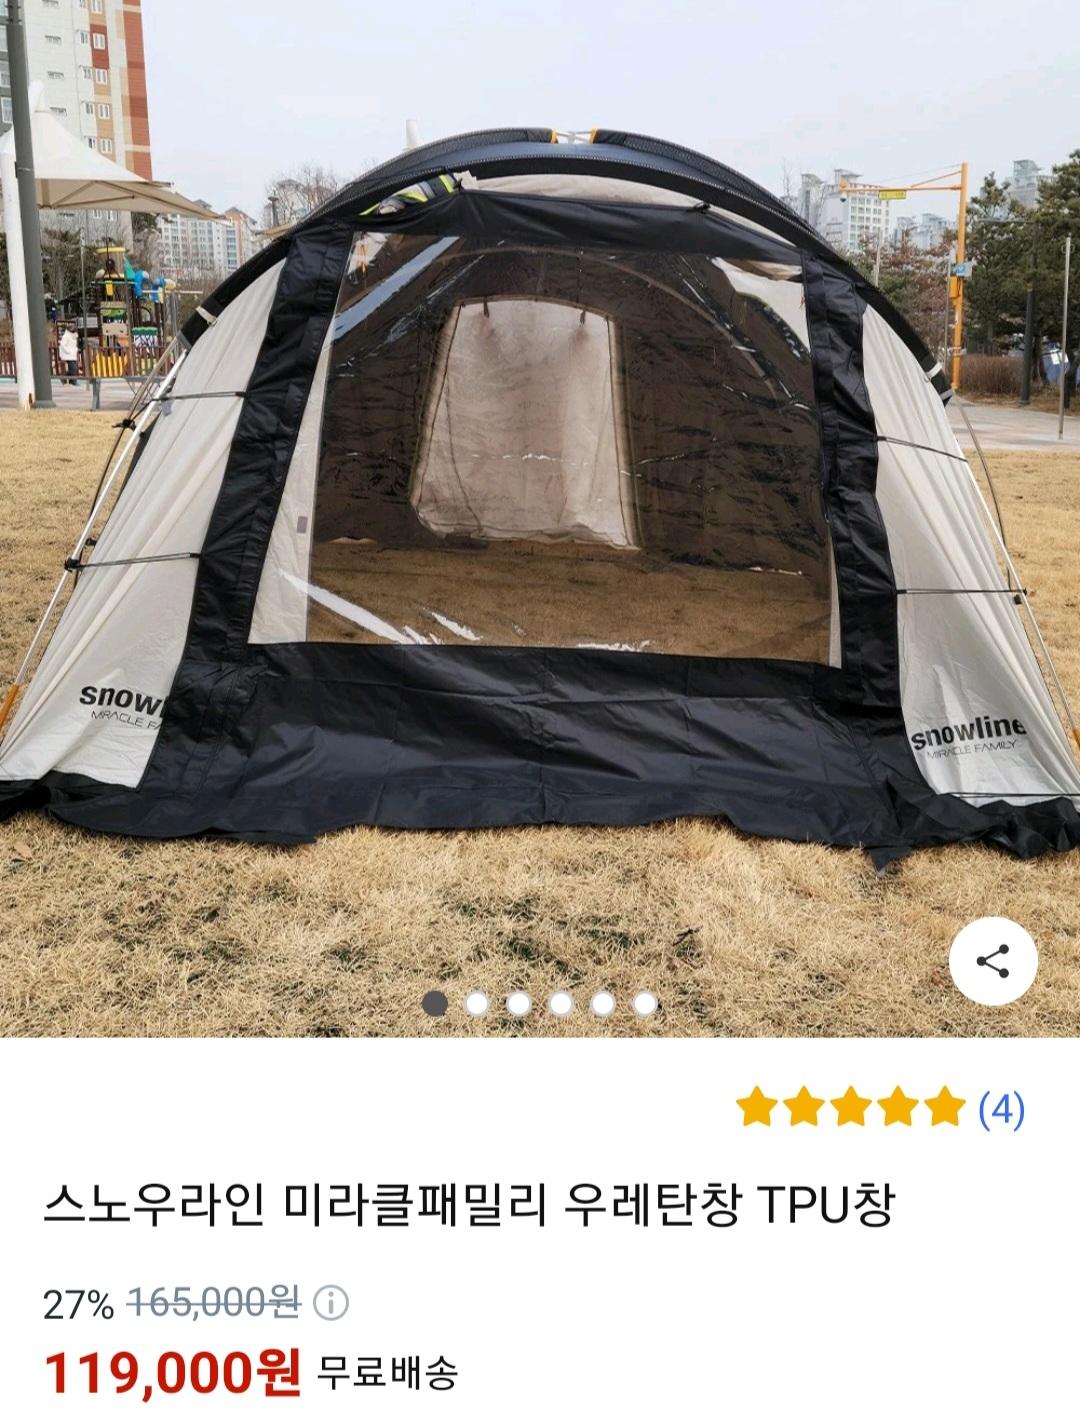 snow
MIRACLE FA
snowline
MIRACLE FAMILY
(4)
스노우라인 미라클패밀리 우레탄창 TPU창
27% 165,000원
119,000원 무료배송